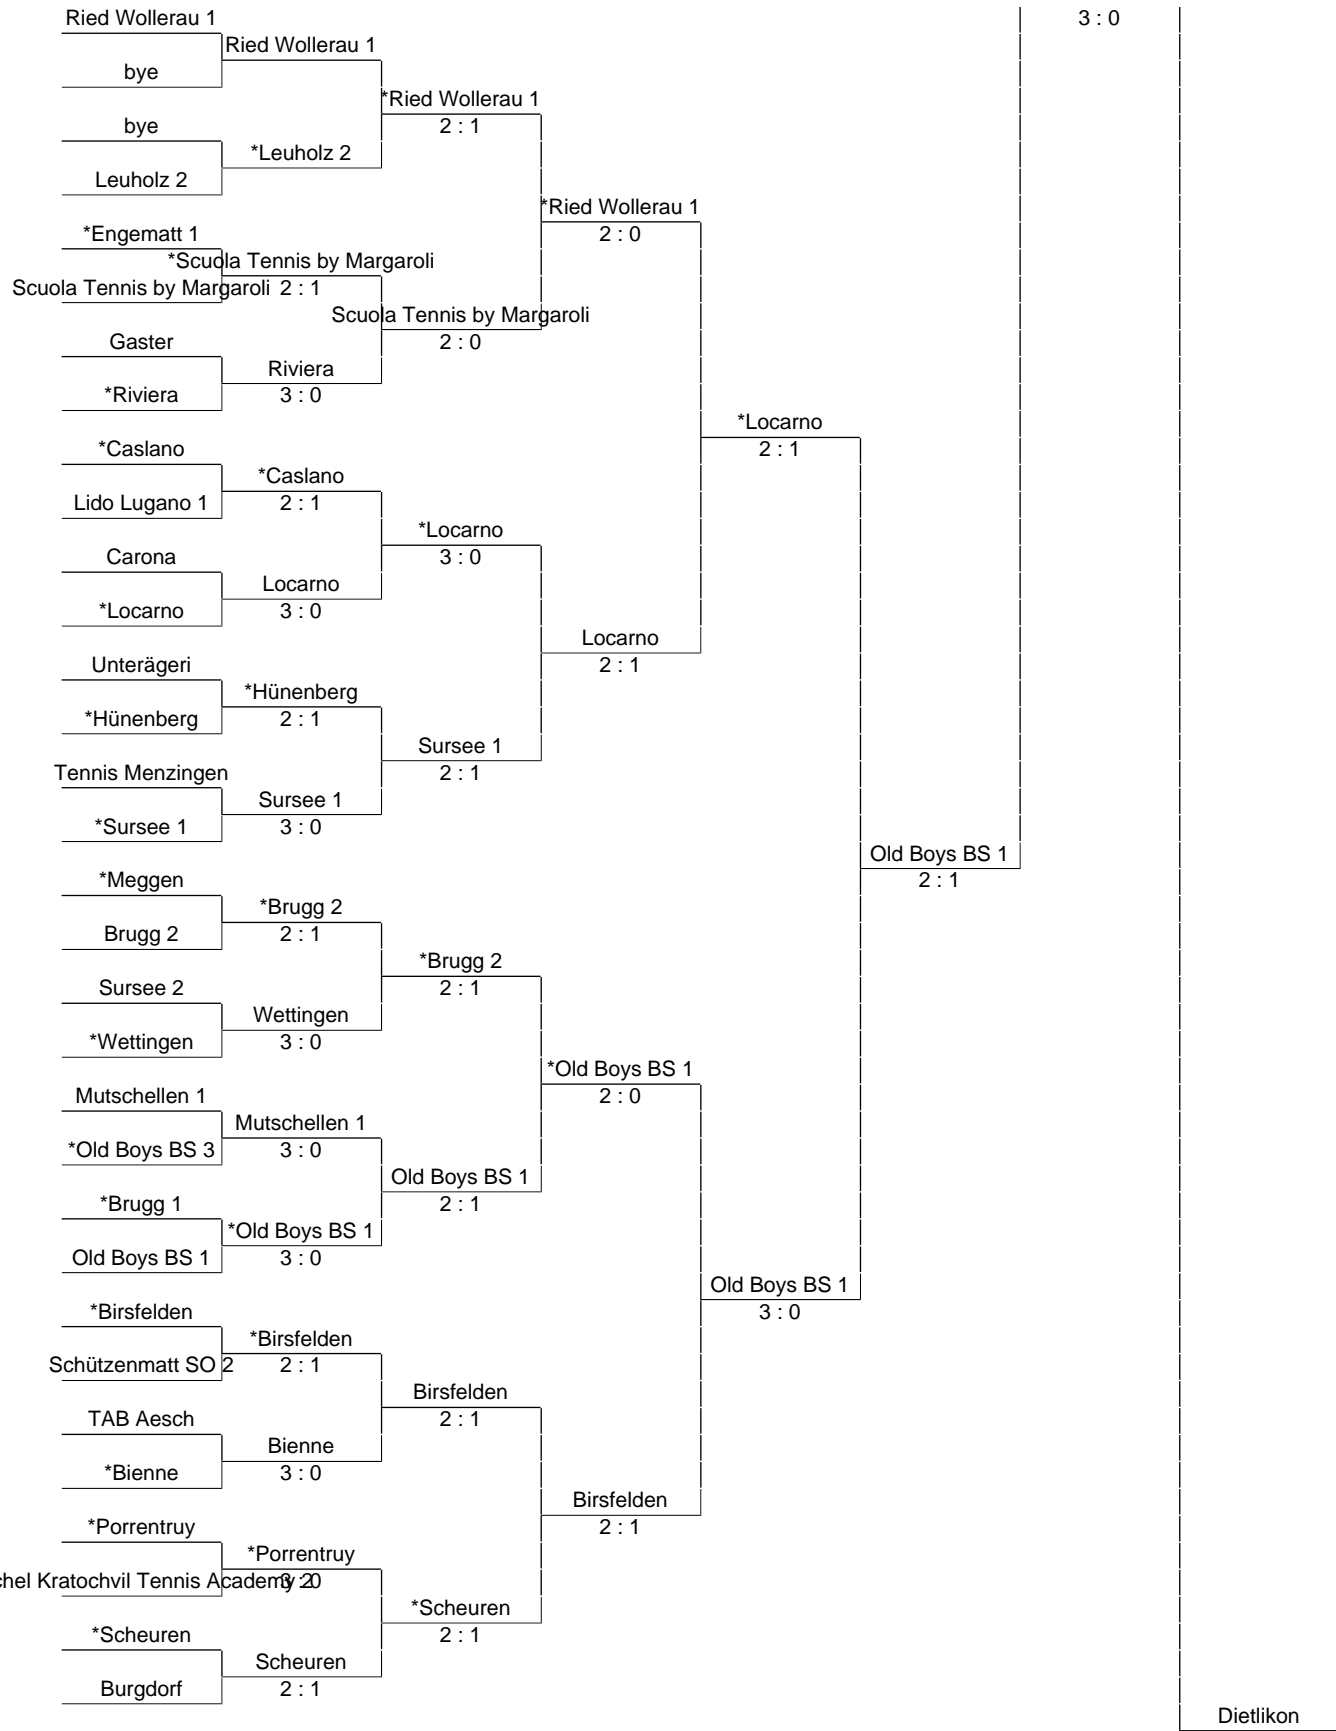 Ried Wollerau 1
3 : 0
Ried Wollerau 1
bye
*Ried Wollerau 1
bye
2 : 1
*Leuholz 2
Leuholz 2
*Ried Wollerau 1
*Engematt 1
2 : 0
*Scuola Tennis by Margaroli
Scuola Tennis by Margaroli
2 : 1
Scuola Tennis by Margaroli
Gaster
2 : 0
Riviera
*Riviera
3 : 0
*Locarno
*Caslano
2 : 1
*Caslano
Lido Lugano 1
2 : 1
*Locarno
Carona
3 : 0
Locarno
*Locarno
3 : 0
Locarno
Unterägeri
2 : 1
*Hünenberg
*Hünenberg
2 : 1
Sursee 1
Tennis Menzingen
2 : 1
Sursee 1
*Sursee 1
3 : 0
Old Boys BS 1
*Meggen
2 : 1
*Brugg 2
Brugg 2
2 : 1
*Brugg 2
Sursee 2
2 : 1
Wettingen
*Wettingen
3 : 0
*Old Boys BS 1
Mutschellen 1
2 : 0
Mutschellen 1
*Old Boys BS 3
3 : 0
Old Boys BS 1
*Brugg 1
2 : 1
*Old Boys BS 1
Old Boys BS 1
3 : 0
Old Boys BS 1
*Birsfelden
3 : 0
*Birsfelden
Schützenmatt SO 2
2 : 1
Birsfelden
TAB Aesch
2 : 1
Bienne
*Bienne
3 : 0
Birsfelden
*Porrentruy
2 : 1
*Porrentruy
chel Kratochvil Tennis Academy 2
3 : 0
*Scheuren
*Scheuren
2 : 1
Scheuren
Burgdorf
2 : 1
Dietlikon